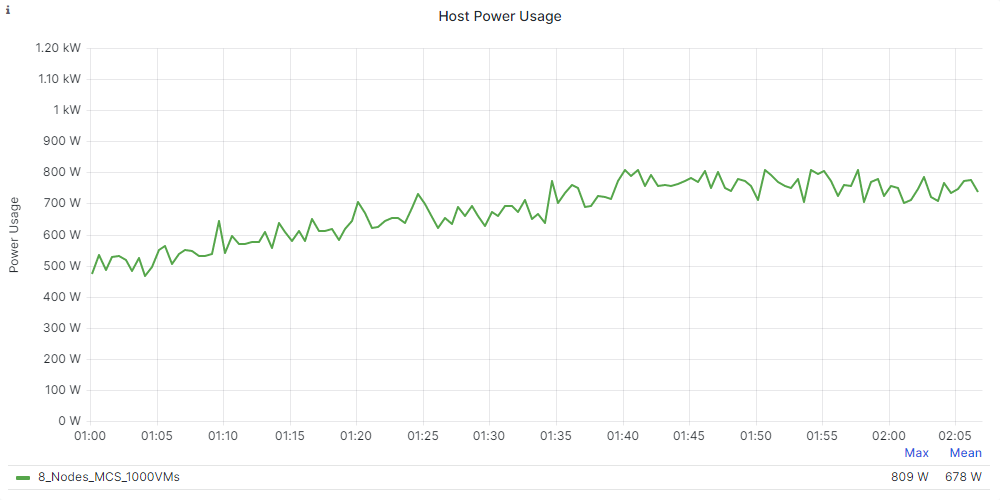 i
Host Power Usage
1.20 kW
1.10 kW
1 kW
900 W
800 W
700 W
600 W
500 W
400 W
300 W
200 W
100 W
0 W
Power Usage
01:00 01:05 01:10 01:15 01:20 01:25 01:30 01:35 01:40 01:45 01:50 01:55 02:00 02:05
Max Mean
8_Nodes_MCS_1000VMs 809 W 678 W